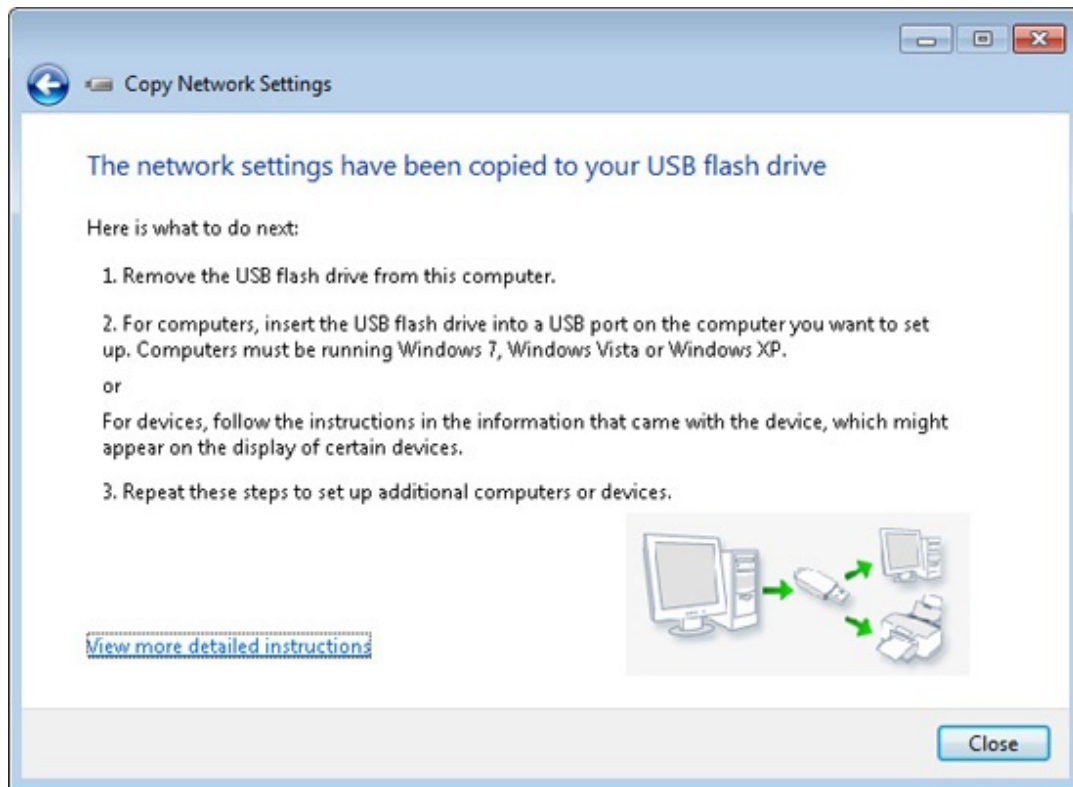 Copy Network Settings
The network settings have been copied to your USB flash drive
Here is what to do next:
1. Remove the USB flash drive from this computer.
2. For computers, insert the USB flash drive into a USB port on the computer you want to set
up. Computers must be running Windows 7, Windows Vista or Windows XP.
or
For devices, follow the instructions in the information that came with the device, which might
appear on the display of certain devices.
3. Repeat these steps to set up additional computers or devices.
View more detailed instructions
Close